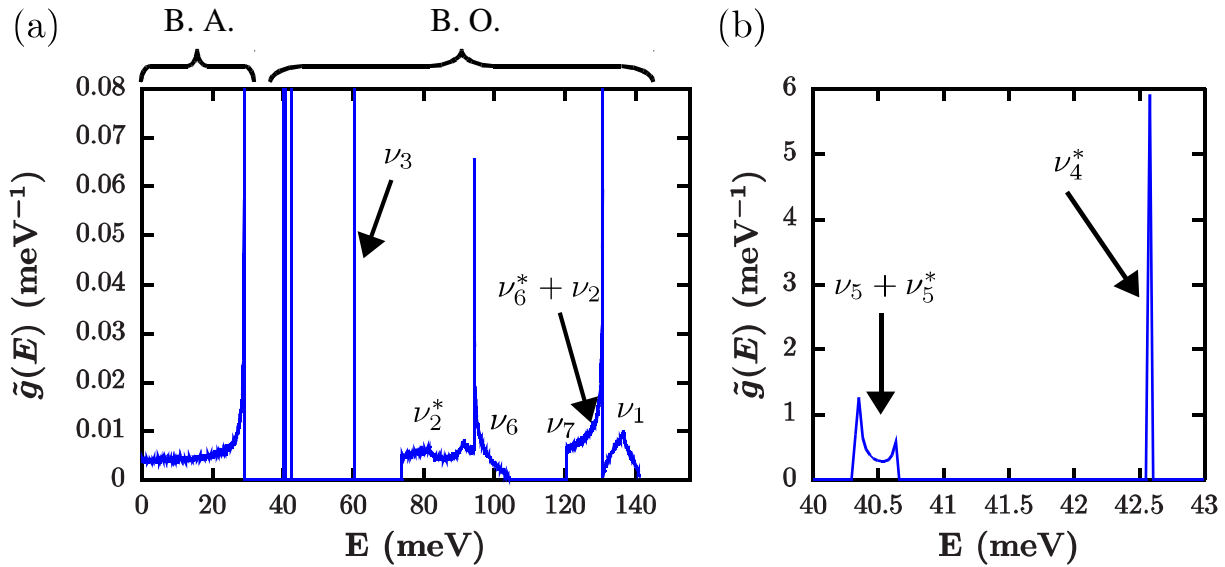 (a) B. A. B. O.
0.08
0.07
0.06
0.05
0.04
0.03
0.02
0.01
0
g̃(E) (meV⁻¹)
ν₃
ν₆* + ν₂
ν₂*
ν₆
ν₇
ν₁
0 20 40 60 80 100 120 140
E (meV)
(b)
6
5
4
3
2
1
0
g̃(E) (meV⁻¹)
ν₄*
ν₅ + ν₅*
40 40.5 41 41.5 42 42.5 43
E (meV)